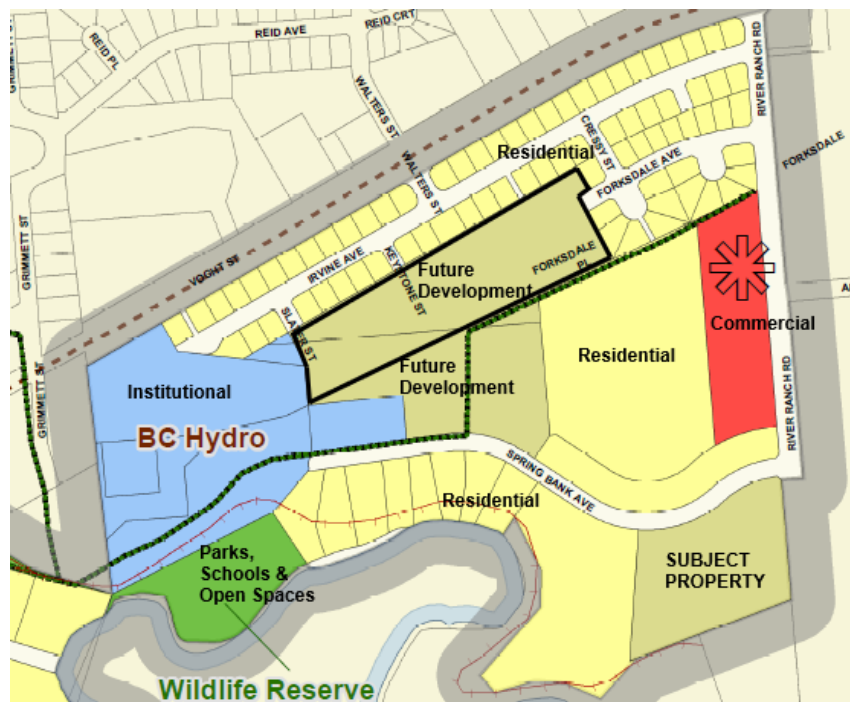 REID CRT
REID AVE
REID PL
GRIMMETT ST
RIVER RANCH RD
WALTERS ST
CRESSY ST
Residential
FORKSDALE AVE
FORKSDALE
WALTERS ST
VOGHT ST
IRVINE AVE
KEYSTONE ST
FORKSDALE
PL
GRIMMETT ST
Future
Development
SLATER ST
Commercial
Residential
Future
Development
Institutional
GRIMMETT ST
RIVER RANCH RD
BC Hydro
SPRING BANK AVE
Residential
Parks,
Schools &
Open Spaces
SUBJECT
PROPERTY
Wildlife Reserve